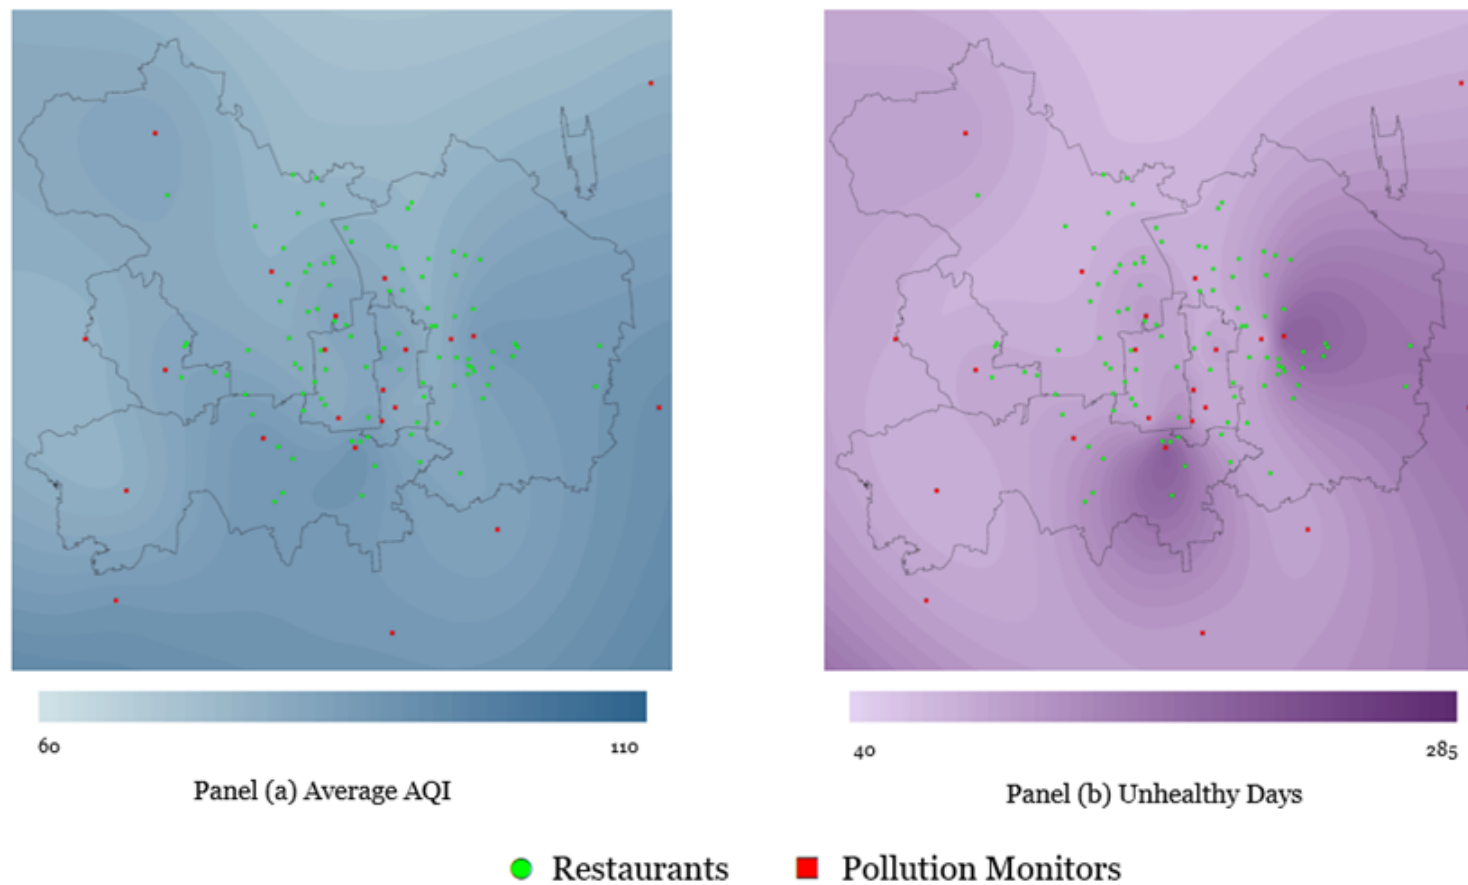 60 110
40 285
Panel (a) Average AQI
Panel (b) Unhealthy Days
Restaurants Pollution Monitors